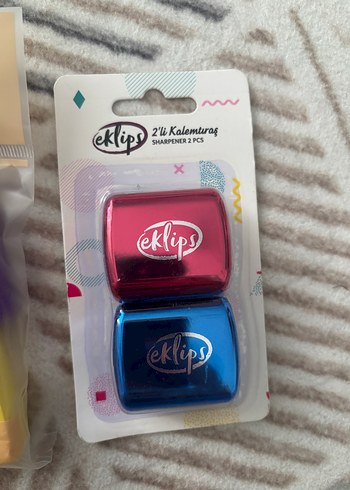 eklips
2'li Kalemtıraş
SHARPENER 2 PCS
eklips
eklips